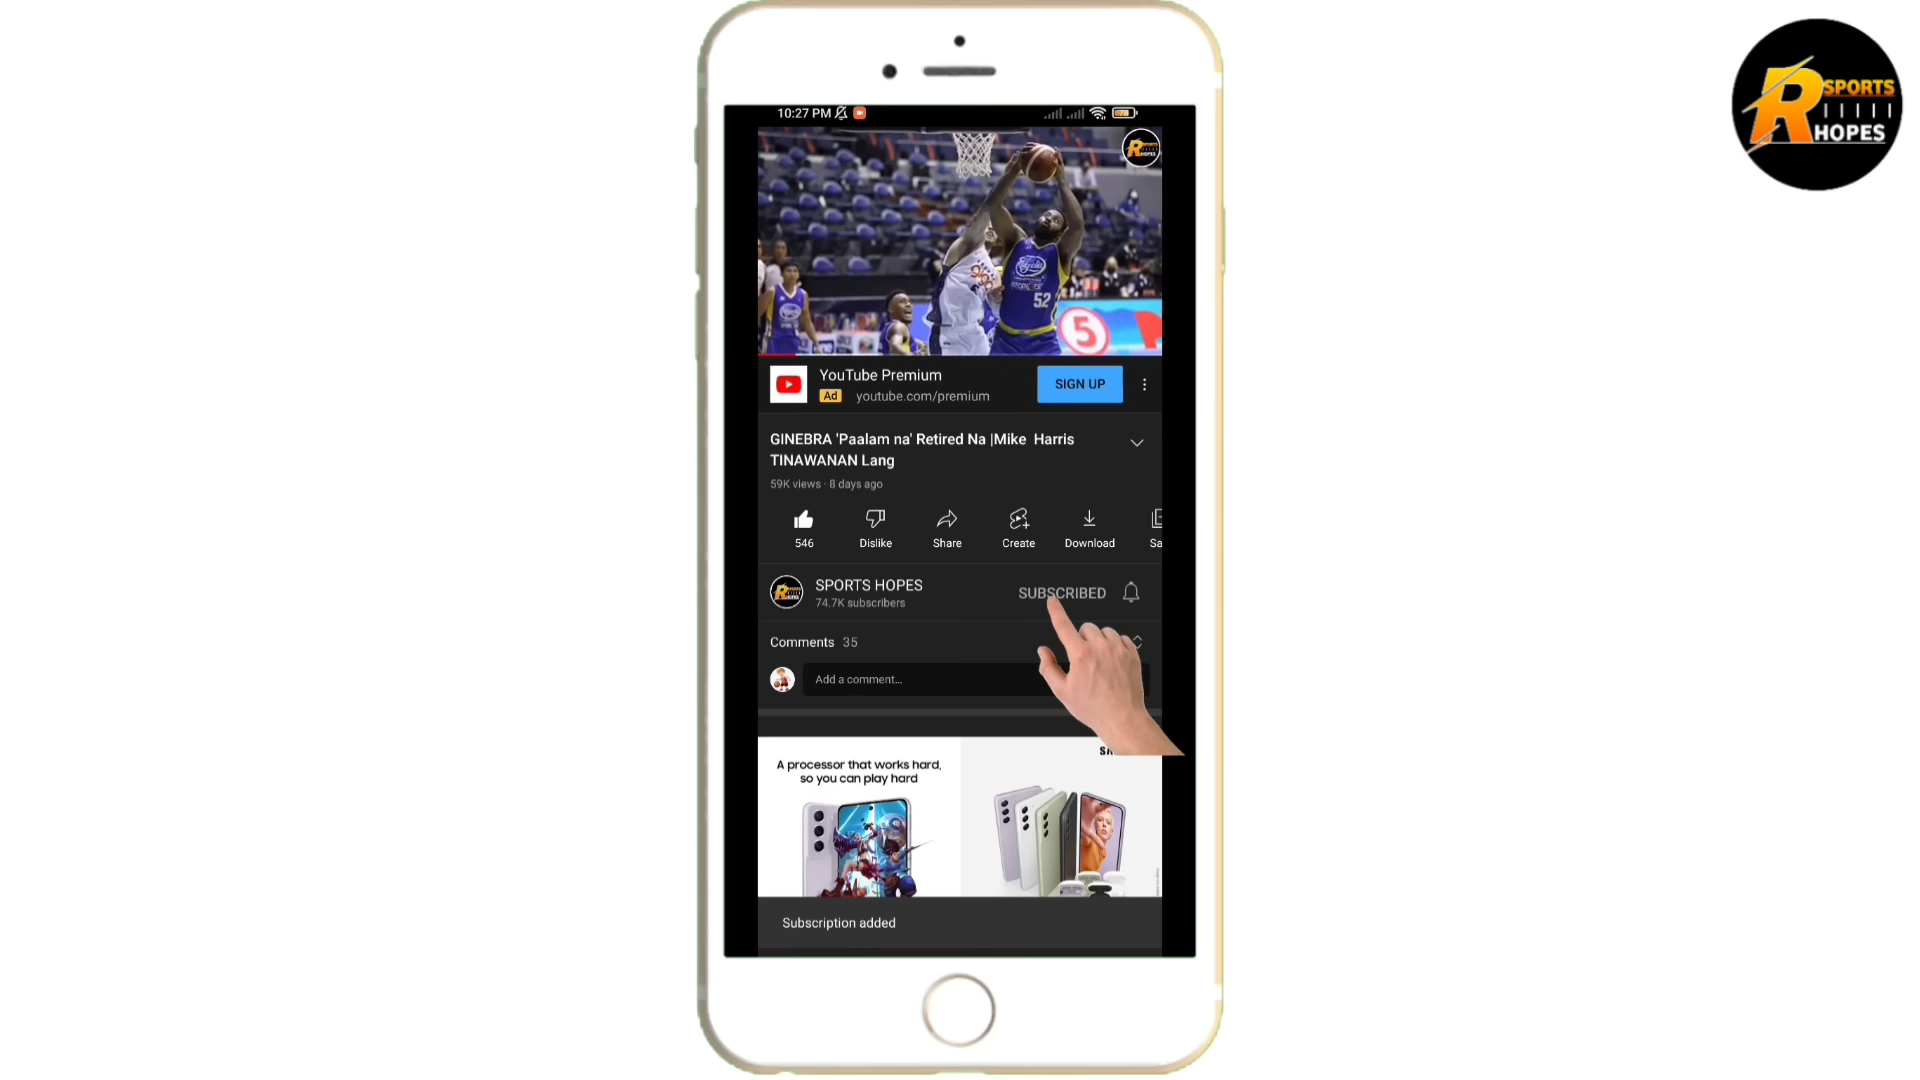 SPORTS
HOPES
10:27 PM
SPORTS
HOPES
52
5
YouTube Premium
SIGN UP
Ad youtube.com/premium
GINEBRA 'Paalam na' Retired Na |Mike Harris
TINAWANAN Lang
59K views · 8 days ago
546 Dislike Share Create Download Sa
SPORTS HOPES
SUBSCRIBED
74.7K subscribers
Comments 35
Add a comment...
A processor that works hard,
so you can play hard
Subscription added